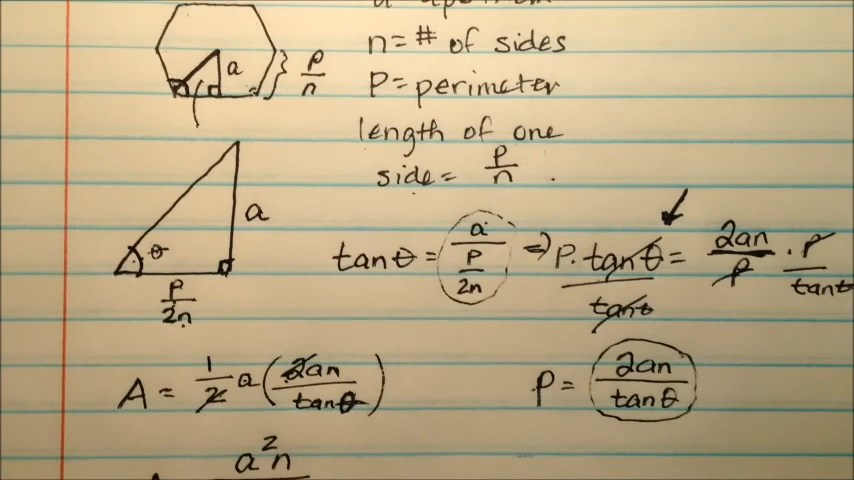 n = # of sides
a } P/n
P = perimeter
length of one
side = P/n .
a
θ
P/2n
tanθ = a/(P/2n) => P·tanθ/tanθ = 2an/P · P/tanθ
A = 1/2 a (2an/tanθ)
P = 2an/tanθ
a²n